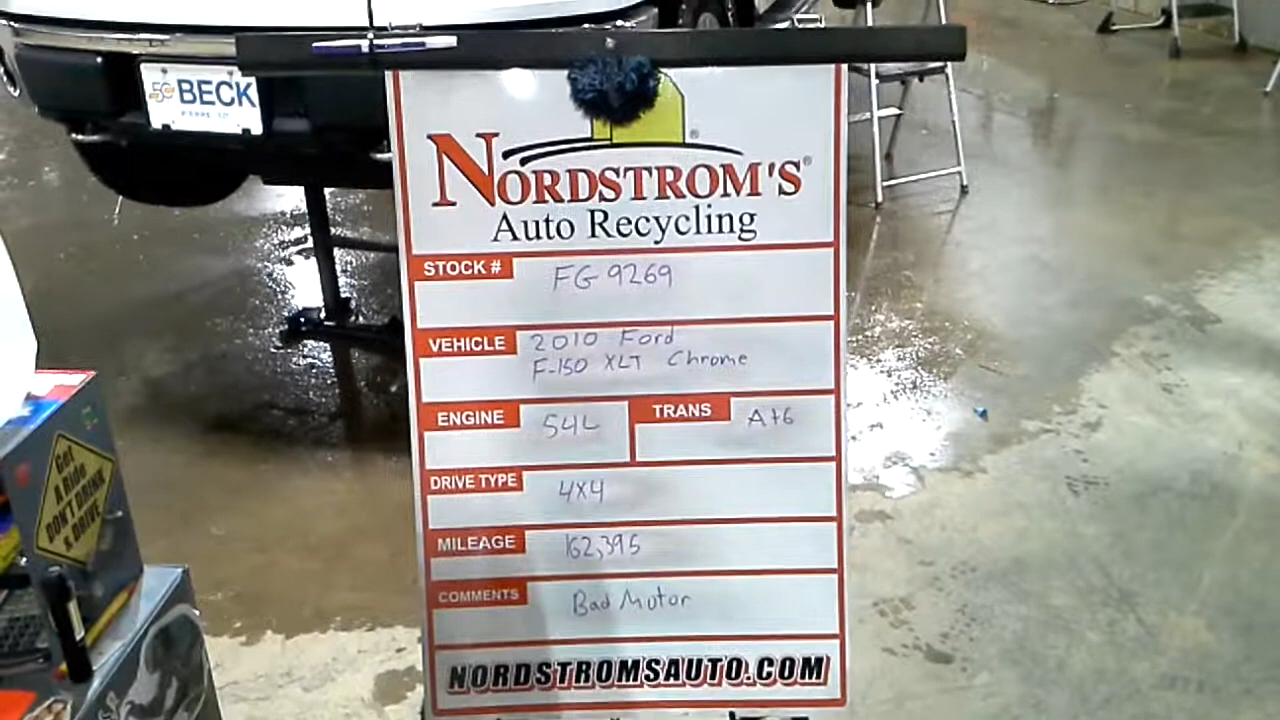 BECK
NORDSTROM'S®
Auto Recycling
STOCK # FG 9269
VEHICLE 2010 Ford
F-150 XLT Chrome
ENGINE 54L TRANS A+6
DRIVE TYPE 4X4
MILEAGE 162,395
COMMENTS Bad Motor
NORDSTROMSAUTO.COM
Get
A Ride
DON'T DRINK
& DRIVE